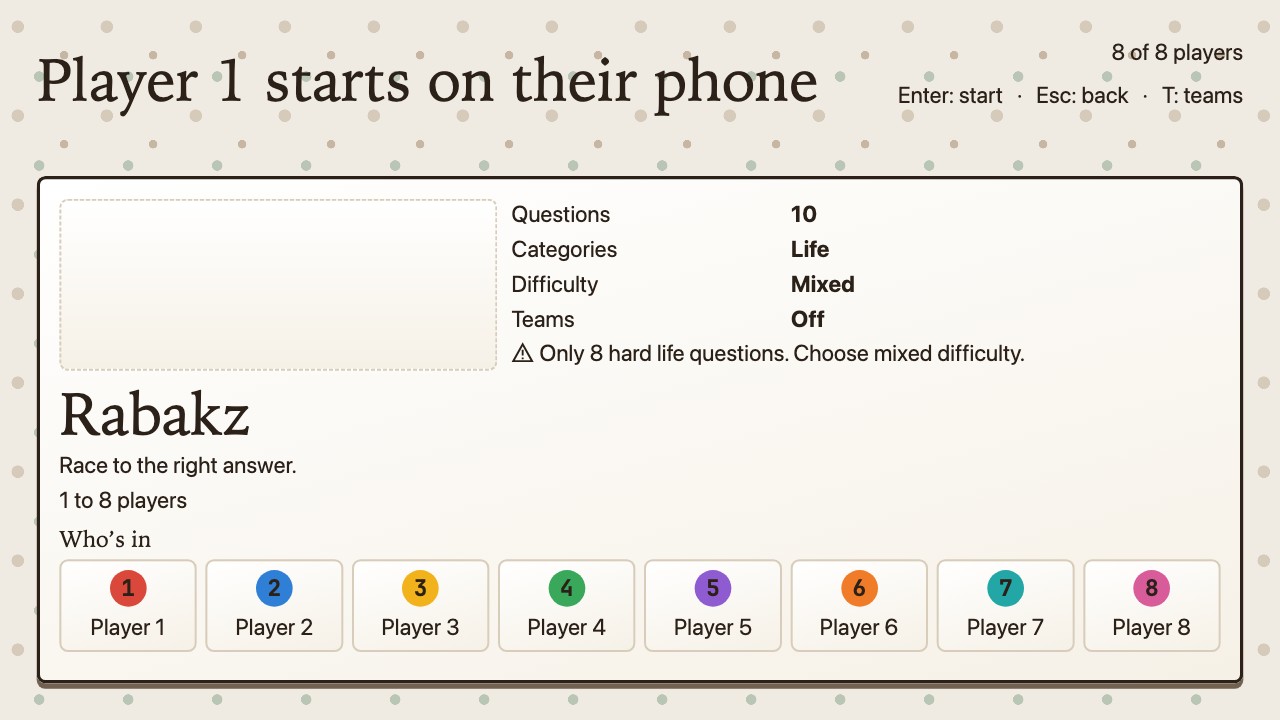 Player 1 starts on their phone
8 of 8 players
Enter: start · Esc: back · T: teams
Questions 10
Categories Life
Difficulty Mixed
Teams Off
⚠ Only 8 hard life questions. Choose mixed difficulty.
Rabakz
Race to the right answer.
1 to 8 players
Who’s in
1 2 3 4 5 6 7 8
Player 1 Player 2 Player 3 Player 4 Player 5 Player 6 Player 7 Player 8